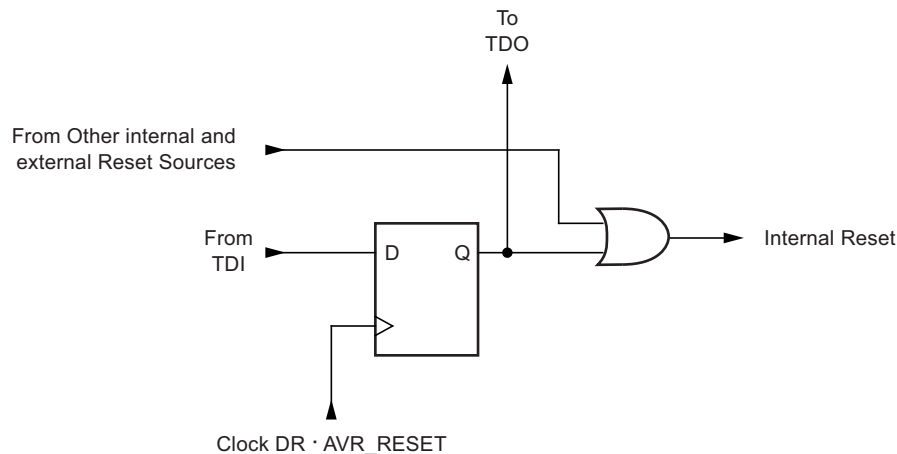 To
TDO
From Other internal and
external Reset Sources
From
TDI
D
Q
Internal Reset
Clock DR · AVR_RESET